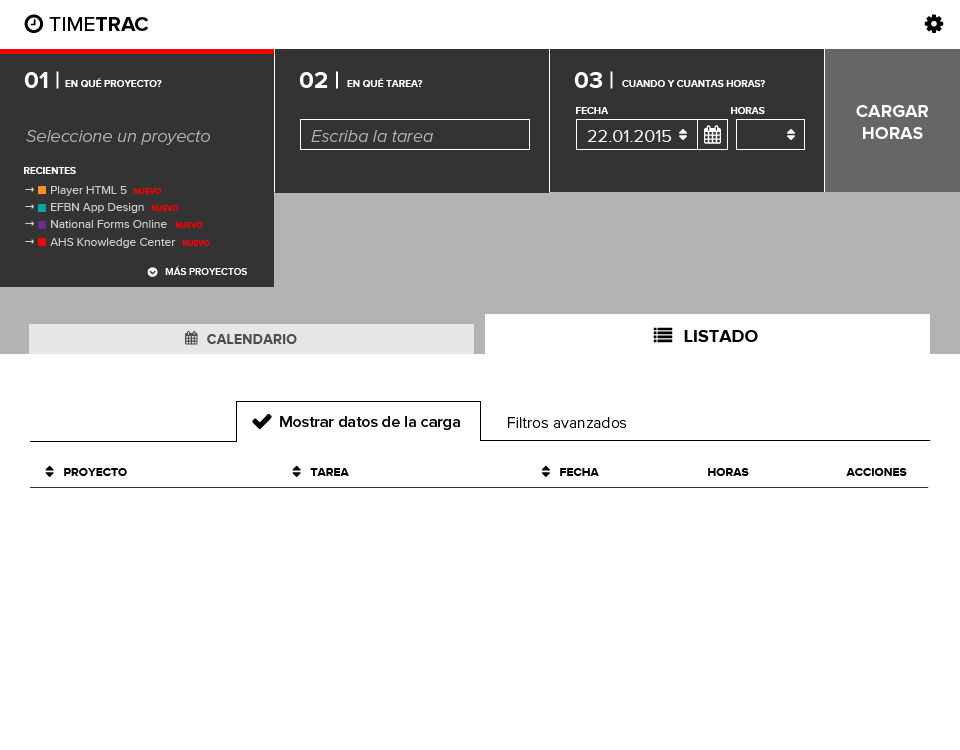 TIMETRAC
01 | EN QUÉ PROYECTO?
Seleccione un proyecto
RECIENTES
→ Player HTML 5 NUEVO
→ EFBN App Design NUEVO
→ National Forms Online NUEVO
→ AHS Knowledge Center NUEVO
MÁS PROYECTOS
02 | EN QUÉ TAREA?
Escriba la tarea
03 | CUANDO Y CUANTAS HORAS?
FECHA HORAS
22.01.2015
CARGAR
HORAS
CALENDARIO
LISTADO
Mostrar datos de la carga
Filtros avanzados
PROYECTO TAREA FECHA HORAS ACCIONES